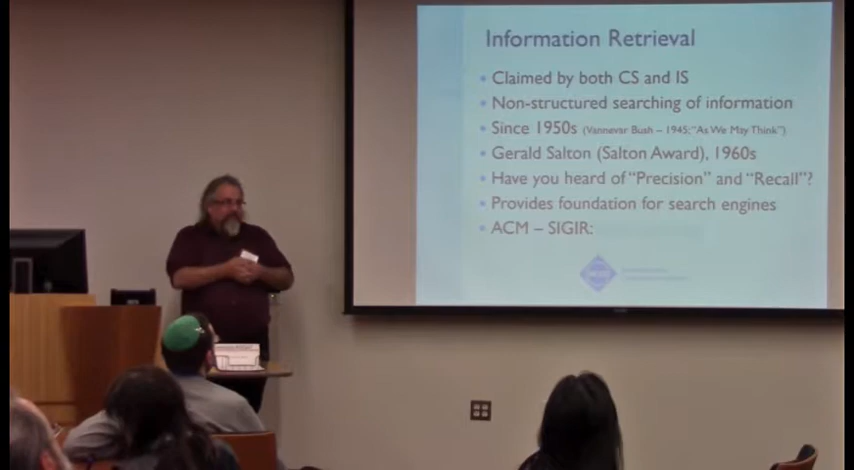 Information Retrieval
• Claimed by both CS and IS
• Non-structured searching of information
• Since 1950s (Vannevar Bush – 1945; "As We May Think")
• Gerald Salton (Salton Award), 1960s
• Have you heard of "Precision" and "Recall"?
• Provides foundation for search engines
• ACM – SIGIR: